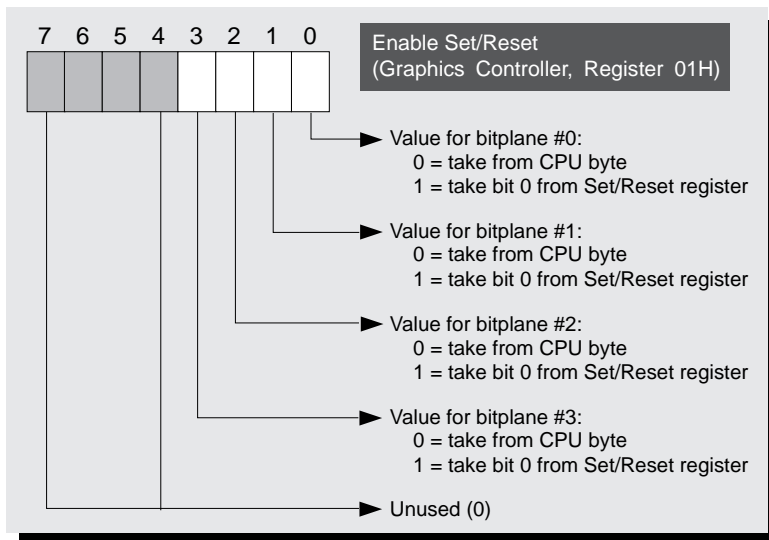 7 6 5 4 3 2 1 0
Enable Set/Reset
(Graphics Controller, Register 01H)
Value for bitplane #0:
0 = take from CPU byte
1 = take bit 0 from Set/Reset register
Value for bitplane #1:
0 = take from CPU byte
1 = take bit 0 from Set/Reset register
Value for bitplane #2:
0 = take from CPU byte
1 = take bit 0 from Set/Reset register
Value for bitplane #3:
0 = take from CPU byte
1 = take bit 0 from Set/Reset register
Unused (0)